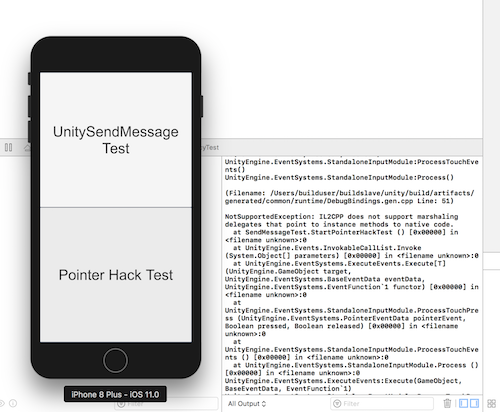 UnitySendMessage
Test
Pointer Hack Test
iPhone 8 Plus - iOS 11.0
yTest
UnityEngine.EventSystems.StandaloneInputModule:ProcessTouchEve
nts()
UnityEngine.EventSystems.StandaloneInputModule:Process()
(Filename: /Users/builduser/buildslave/unity/build/artifacts/
generated/common/runtime/DebugBindings.gen.cpp Line: 51)
NotSupportedException: IL2CPP does not support marshaling
delegates that point to instance methods to native code.
at SendMessageTest.StartPointerHackTest () [0x00000] in
<filename unknown>:0
at UnityEngine.Events.InvokableCallList.Invoke
(System.Object[] parameters) [0x00000] in <filename unknown>:0
at UnityEngine.EventSystems.ExecuteEvents.Execute[T]
(UnityEngine.GameObject target,
UnityEngine.EventSystems.BaseEventData eventData,
UnityEngine.EventSystems.EventFunction`1 functor) [0x00000] in
<filename unknown>:0
at
UnityEngine.EventSystems.StandaloneInputModule.ProcessTouchPre
ss (UnityEngine.EventSystems.PointerEventData pointerEvent,
Boolean pressed, Boolean released) [0x00000] in <filename
unknown>:0
at
UnityEngine.EventSystems.StandaloneInputModule.ProcessTouchEve
nts () [0x00000] in <filename unknown>:0
at UnityEngine.EventSystems.StandaloneInputModule.Process ()
[0x00000] in <filename unknown>:0
UnityEngine.EventSystems.ExecuteEvents:Execute(GameObject,
BaseEventData, EventFunction`1)
Filter
All Output
Filter